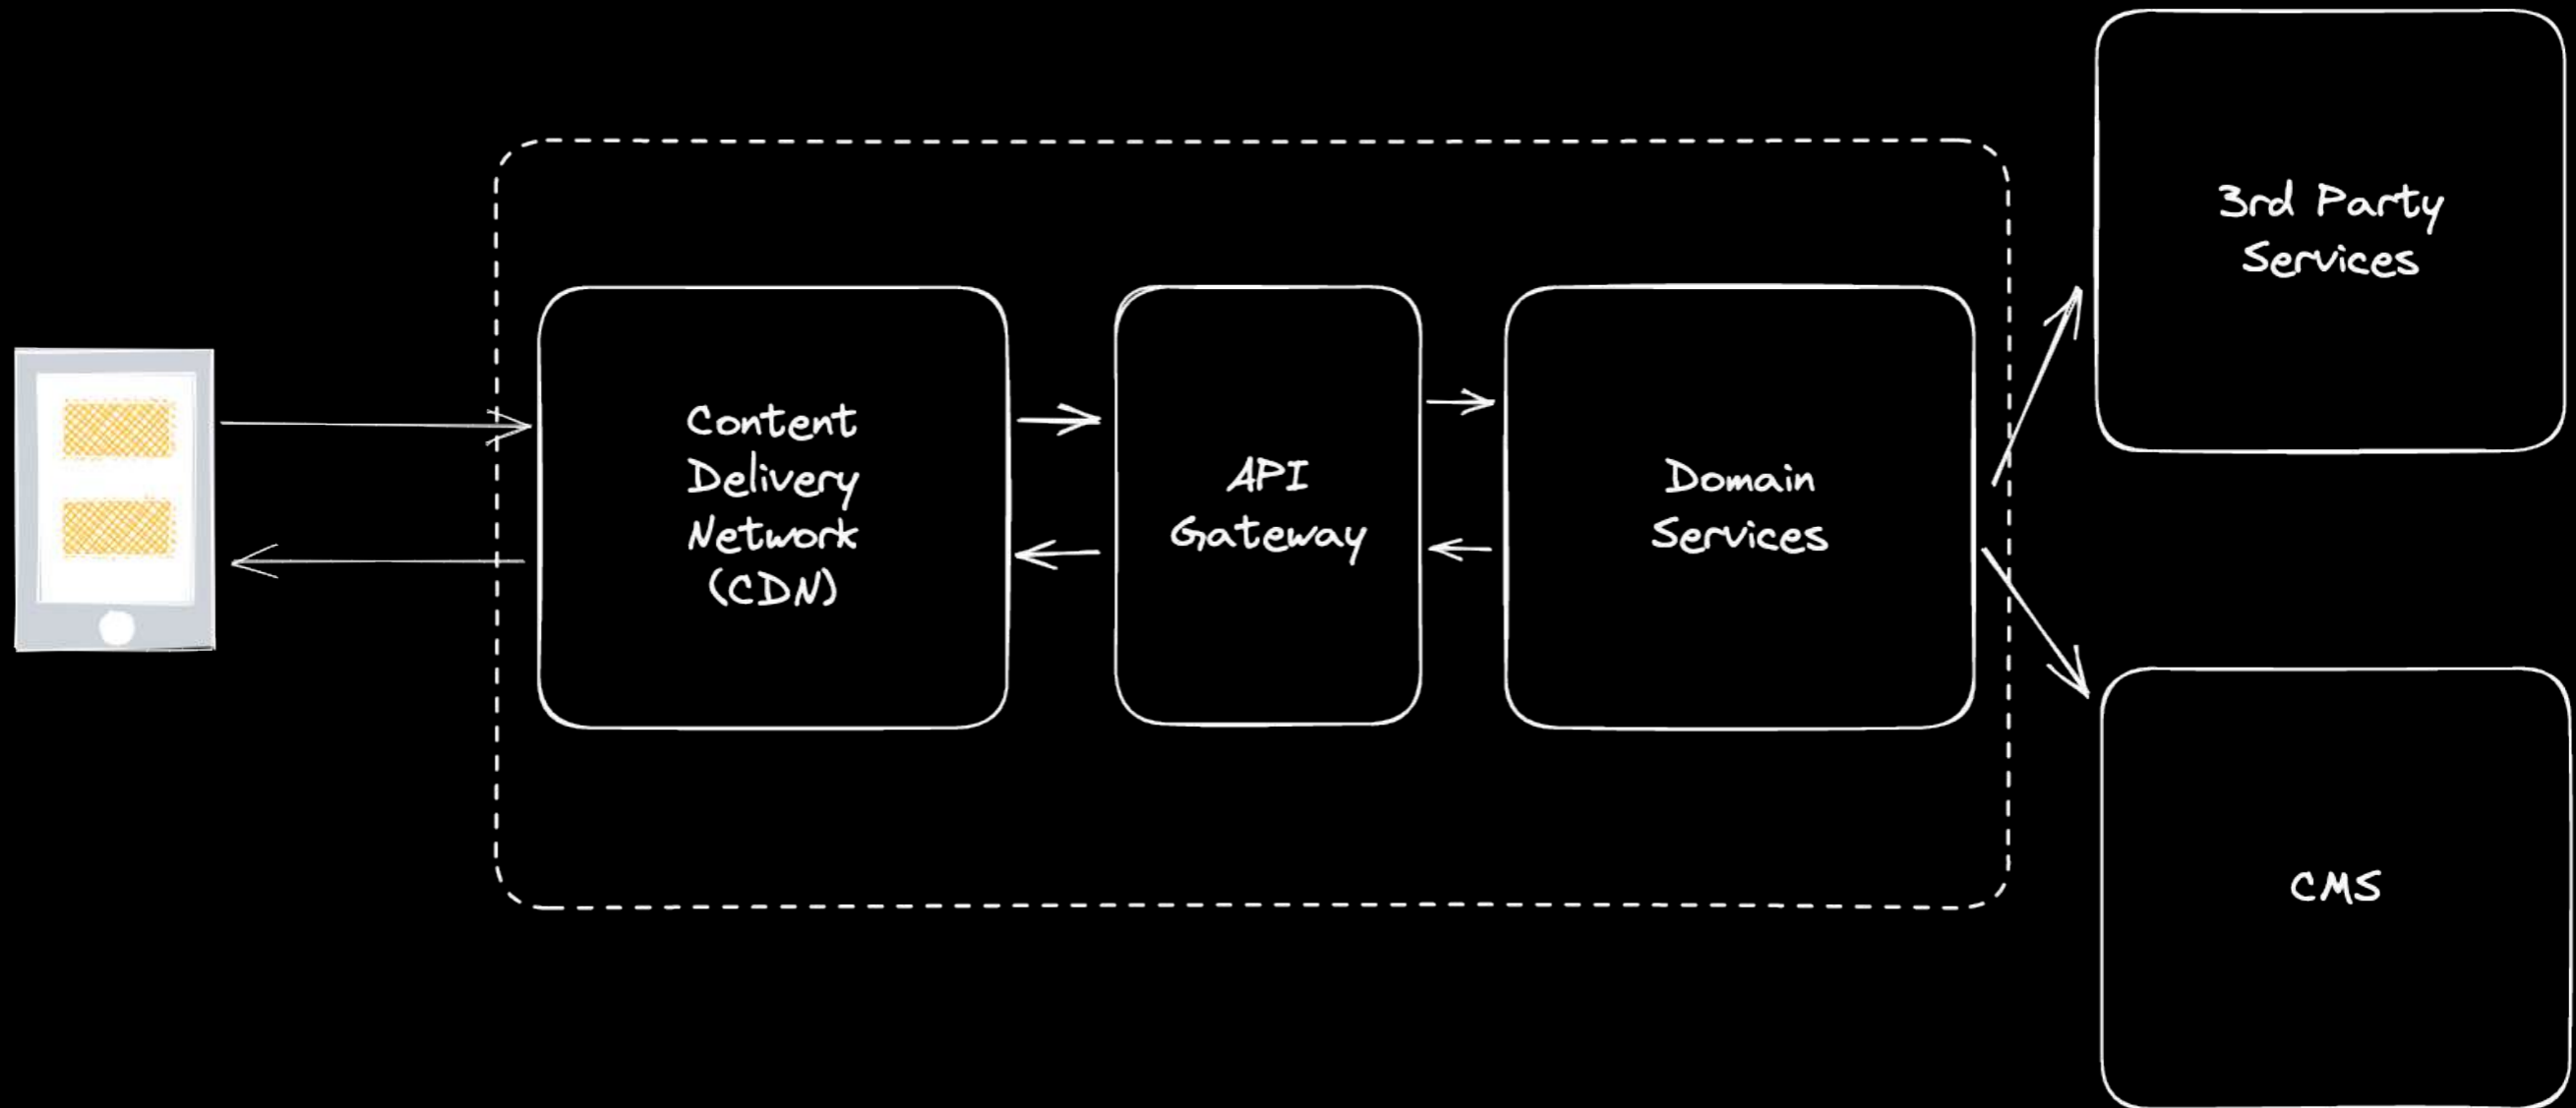 Content
Delivery
Network
(CDN)
API
Gateway
Domain
Services
3rd Party
Services
CMS